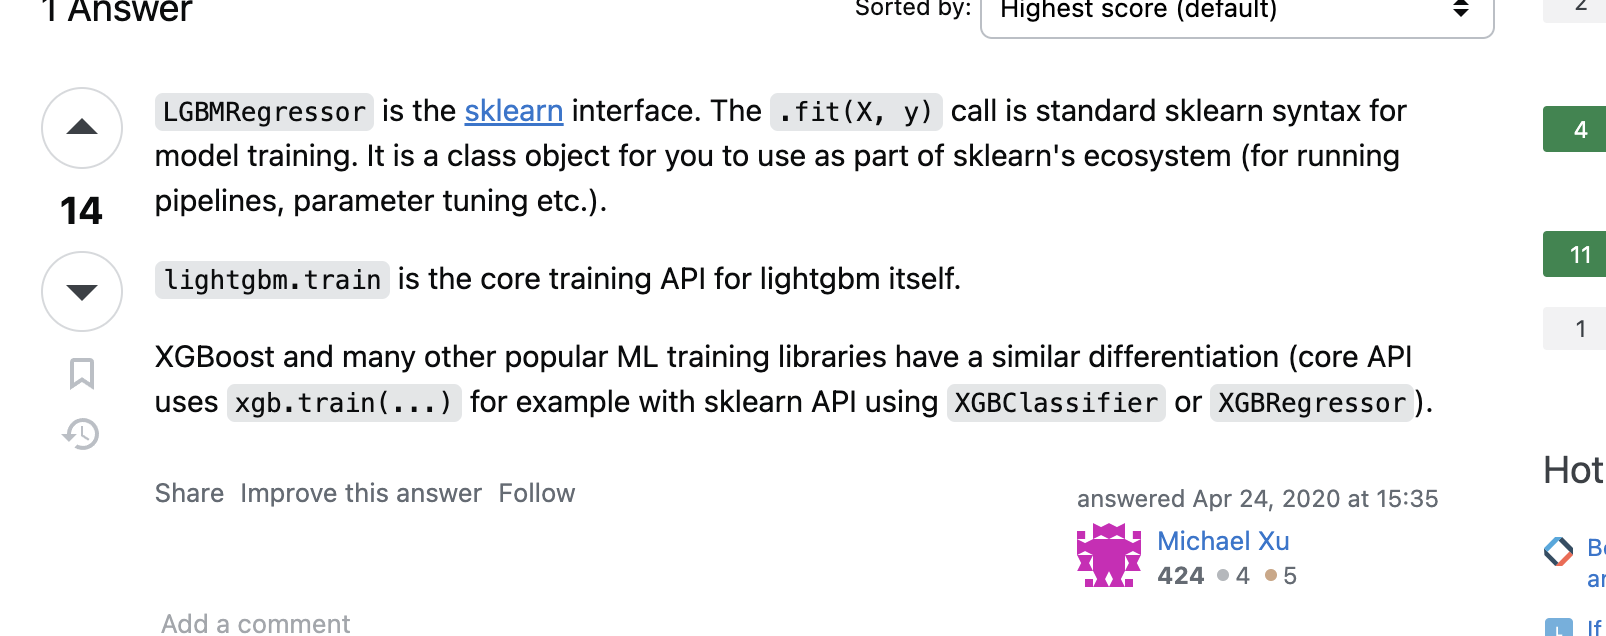 1 Answer
Sorted by:
Highest score (default)
2
LGBMRegressor is the sklearn interface. The .fit(X, y) call is standard sklearn syntax for
model training. It is a class object for you to use as part of sklearn's ecosystem (for running
pipelines, parameter tuning etc.).
14
lightgbm.train is the core training API for lightgbm itself.
XGBoost and many other popular ML training libraries have a similar differentiation (core API
uses xgb.train(...) for example with sklearn API using XGBClassifier or XGBRegressor).
Share Improve this answer Follow
answered Apr 24, 2020 at 15:35
Michael Xu
424 4 5
Add a comment
4
11
1
Hot
If